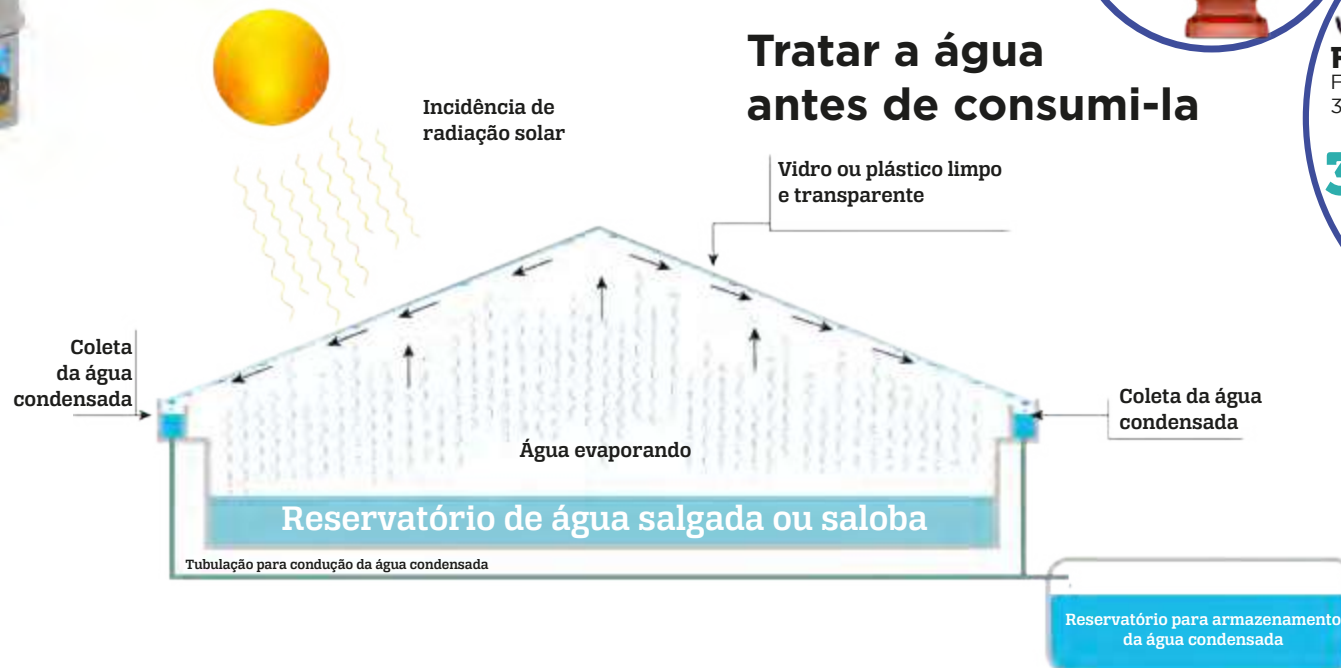 Tratar a água
antes de consumi-la
Incidência de
radiação solar
Vidro ou plástico limpo
e transparente
Coleta
da água
condensada
Coleta da água
condensada
Água evaporando
Reservatório de água salgada ou saloba
Tubulação para condução da água condensada
Reservatório para armazenamento
da água condensada